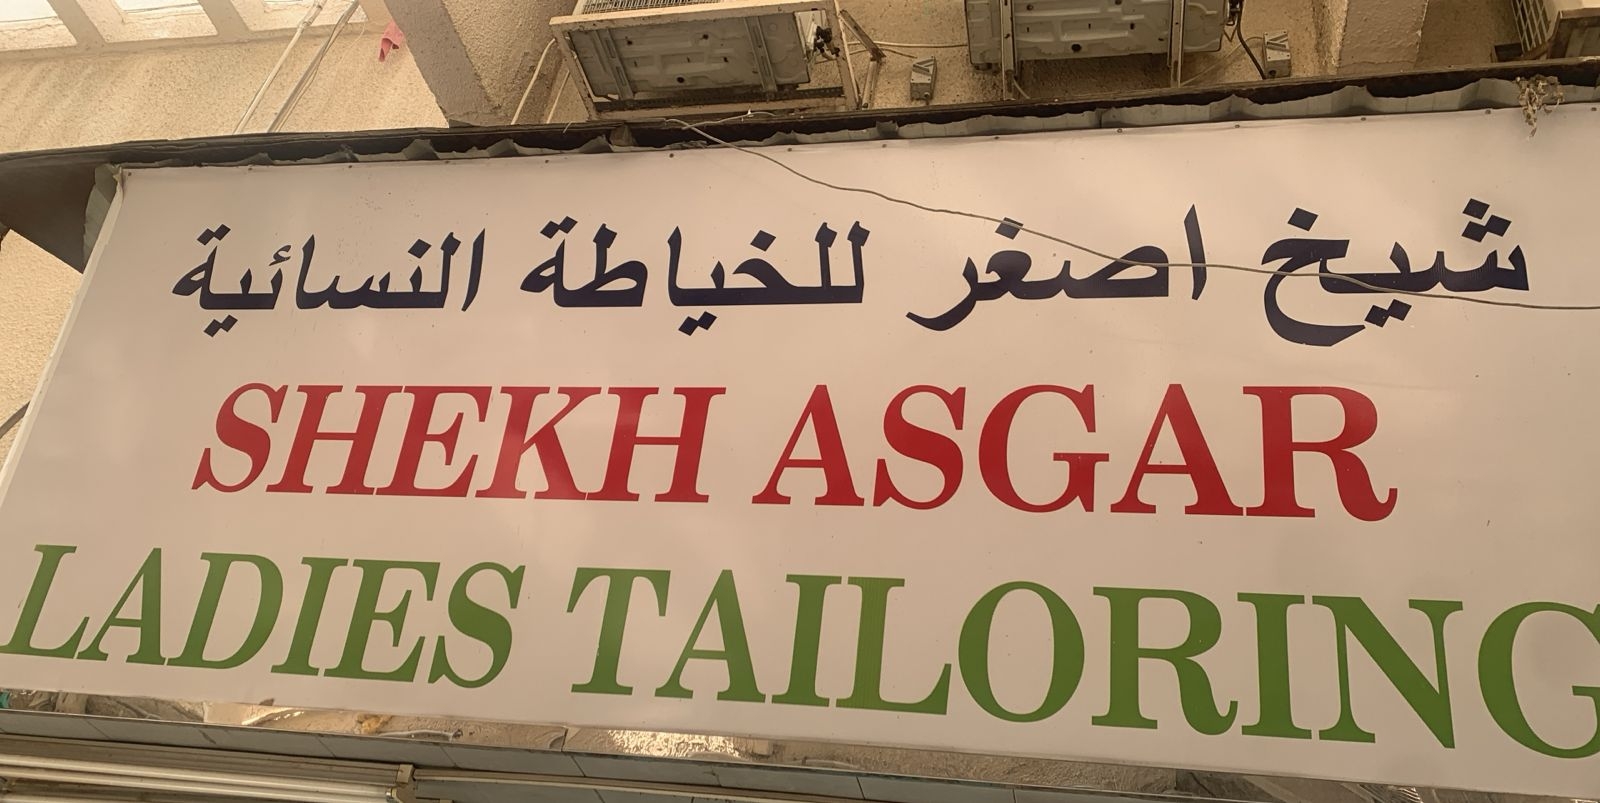 شيخ اصغر للخياطة النسائية
SHEKH ASGAR
LADIES TAILORING